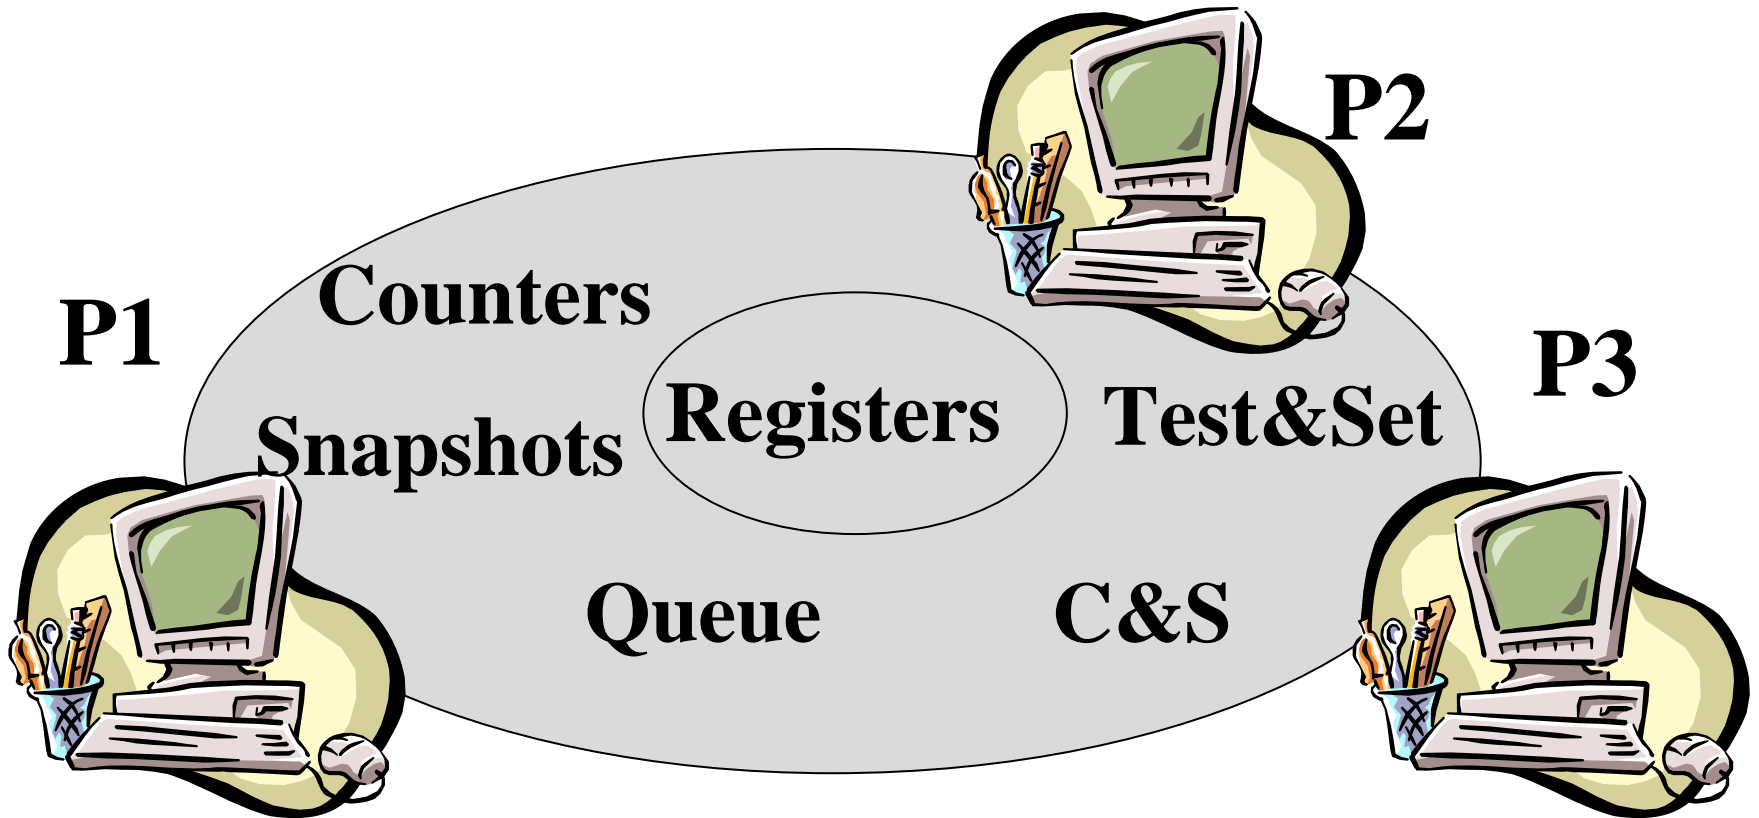 P2
Counters
P1
P3
Registers
Test&Set
Snapshots
Queue
C&S